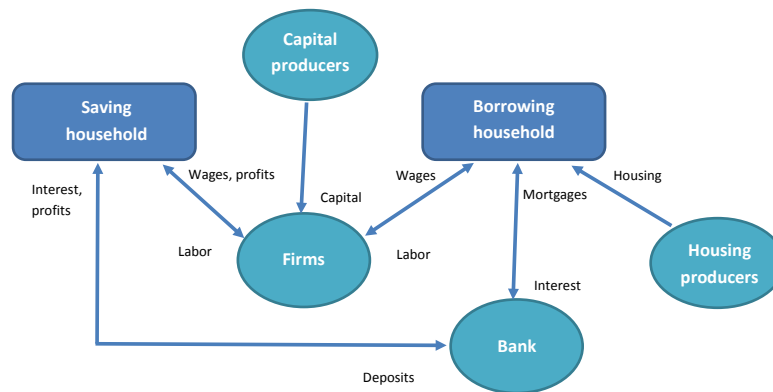 Capital
producers
Saving
household
Borrowing
household
Interest,
profits
Wages, profits
Wages
Housing
Mortgages
Capital
Labor
Firms
Labor
Housing
producers
Interest
Bank
Deposits